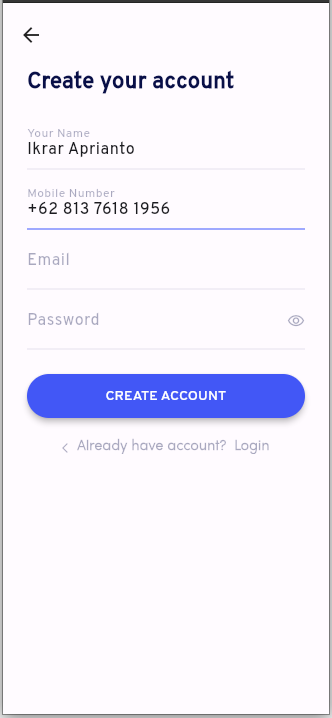 Create your account
Your Name
Ikrar Aprianto
Mobile Number
+62 813 7618 1956
Email
Password
CREATE ACCOUNT
Already have account? Login